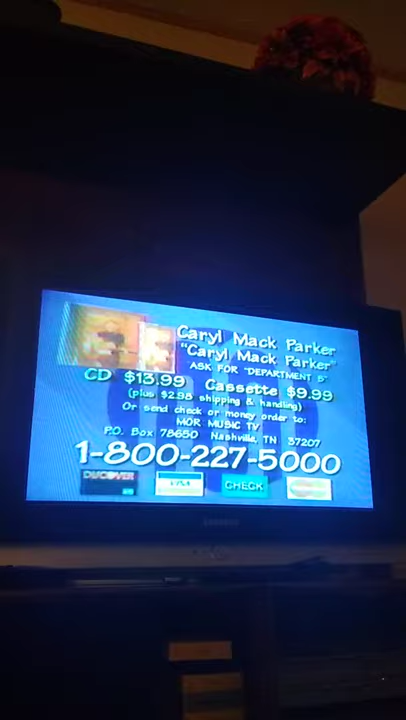 Caryl Mack Parker
"Caryl Mack Parker"
ASK FOR "DEPARTMENT 5"
CD $13.99 Cassette $9.99
(plus $2.98 shipping & handling)
Or send check or money order to:
MOR MUSIC TV
P.O. Box 78650 Nashville, TN 37207
1-800-227-5000
DISCOVER VISA CHECK